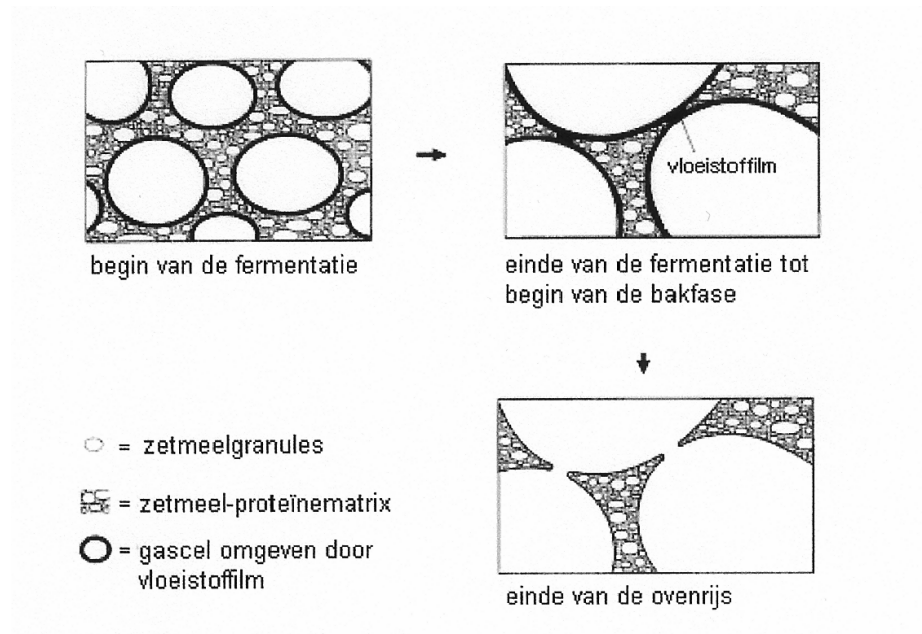 begin van de fermentatie
vloeistoffilm
einde van de fermentatie tot
begin van de bakfase
= zetmeelgranules
= zetmeel-proteïnematrix
= gascel omgeven door
vloeistoffilm
einde van de ovenrijs